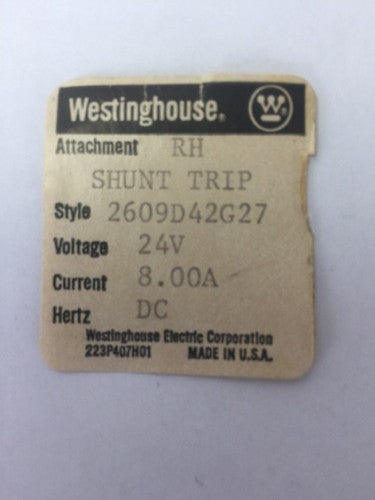 Westinghouse®
W
Attachment RH
SHUNT TRIP
Style 2609D42G27
Voltage 24V
Current 8.00A
Hertz DC
Westinghouse Electric Corporation
223P407H01 MADE IN U.S.A.